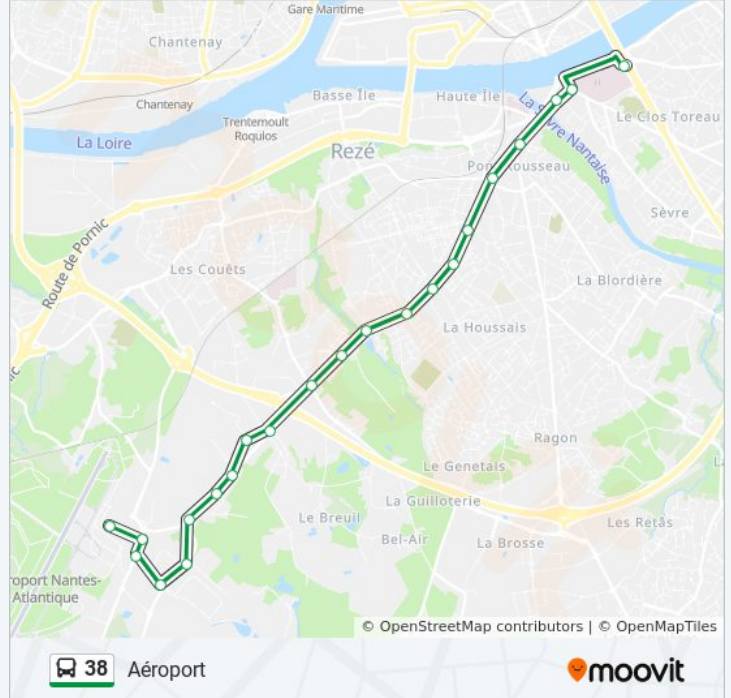 Gare Maritime
Chantenay
Chantenay
Basse Île
Haute Île
La Sèvre Nantaise
Le Clos Toreau
Trentemoult
Roquios
La Loire
Rezé
Pont Rousseau
Sèvre
Route de Pornic
Les Couëts
La Blordière
La Houssais
Ragon
Le Genetais
La Guilloterie
Le Breuil
Bel-Air
La Brosse
Les Retâs
roport Nantes-
Atlantique
© OpenStreetMap contributors | © OpenMapTiles
38 Aéroport
moovit